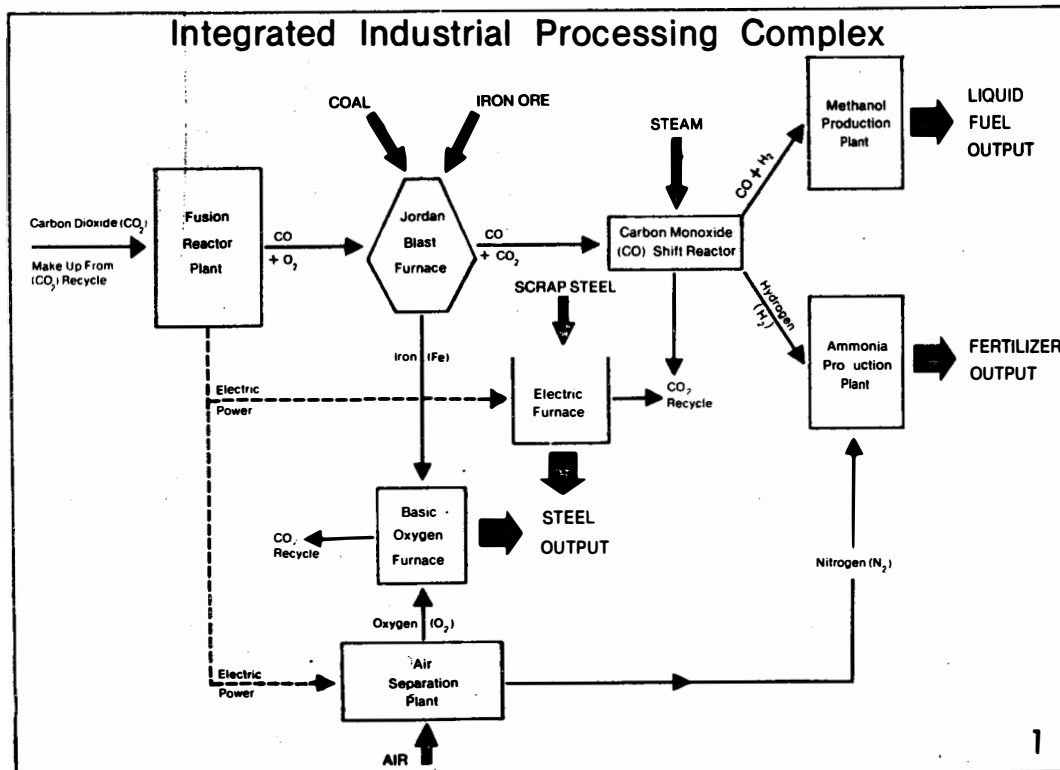 Integrated Industrial Processing Complex
COAL
IRON ORE
STEAM
Methanol
Production
Plant
LIQUID
FUEL
OUTPUT
CO + H₂
Carbon Dioxide (CO₂)
Make Up From
(CO₂) Recycle
Fusion
Reactor
Plant
CO
+ O₂
Jordan
Blast
Furnace
CO
+ CO₂
Carbon Monoxide
(CO) Shift Reactor
SCRAP STEEL
Hydrogen
(H₂)
Iron (Fe)
Ammonia
Pro uction
Plant
FERTILIZER
OUTPUT
Electric
Power
Electric
Furnace
CO₂
Recycle
Basic
Oxygen
Furnace
CO₂
Recycle
STEEL
OUTPUT
Nitrogen (N₂)
Oxygen (O₂)
Electric
Power
Air
Separation
Plant
AIR
1